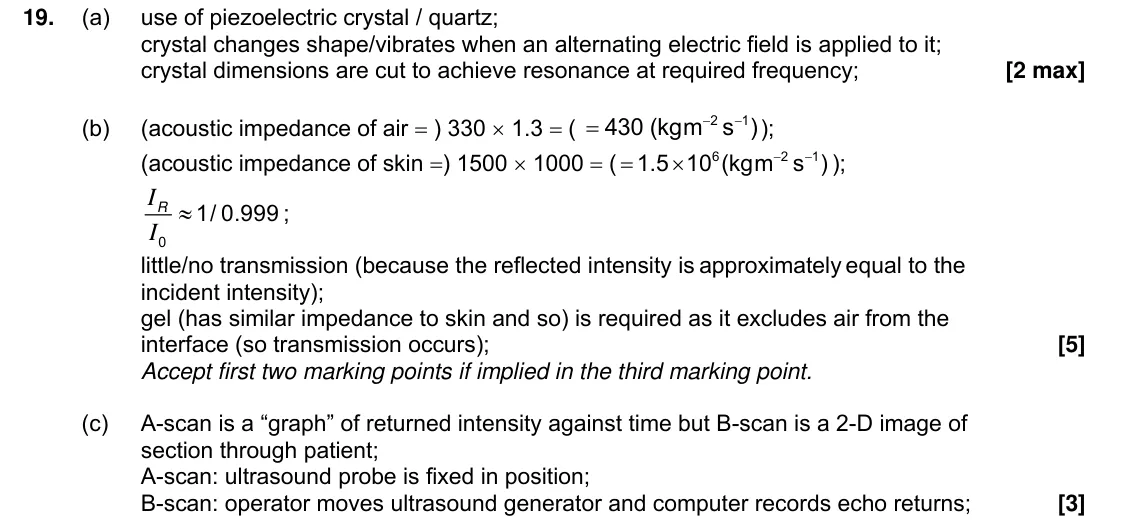 19. (a) use of piezoelectric crystal / quartz;
crystal changes shape/vibrates when an alternating electric field is applied to it;
crystal dimensions are cut to achieve resonance at required frequency; [2 max]
(b) (acoustic impedance of air = ) 330 × 1.3 = ( = 430 (kgm⁻² s⁻¹) );
(acoustic impedance of skin =) 1500 × 1000 = ( = 1.5 × 10⁶ (kgm⁻² s⁻¹) );
I_R / I_0 ≈ 1/ 0.999 ;
little/no transmission (because the reflected intensity is approximately equal to the
incident intensity);
gel (has similar impedance to skin and so) is required as it excludes air from the
interface (so transmission occurs); [5]
Accept first two marking points if implied in the third marking point.
(c) A-scan is a “graph” of returned intensity against time but B-scan is a 2-D image of
section through patient;
A-scan: ultrasound probe is fixed in position;
B-scan: operator moves ultrasound generator and computer records echo returns; [3]